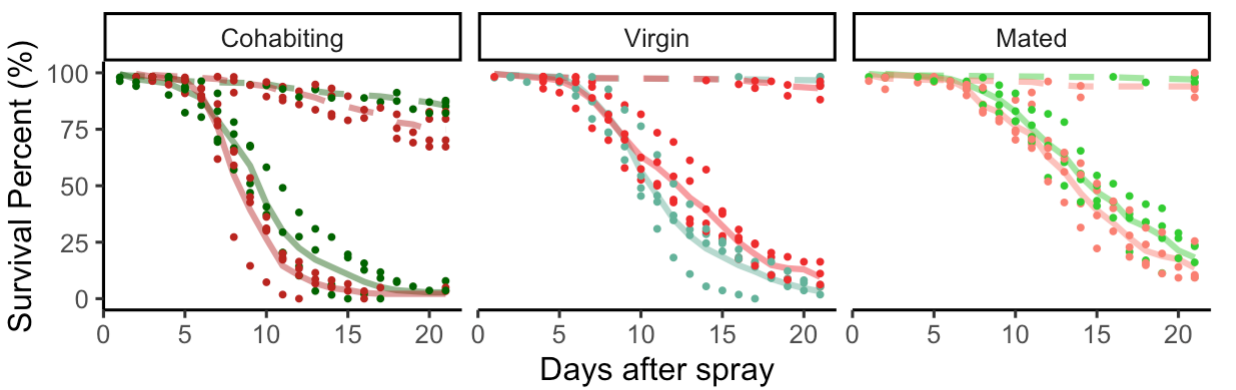 Cohabiting Virgin Mated
Survival Percent (%)
100
75
50
25
0
0 5 10 15 20 0 5 10 15 20 0 5 10 15 20
Days after spray